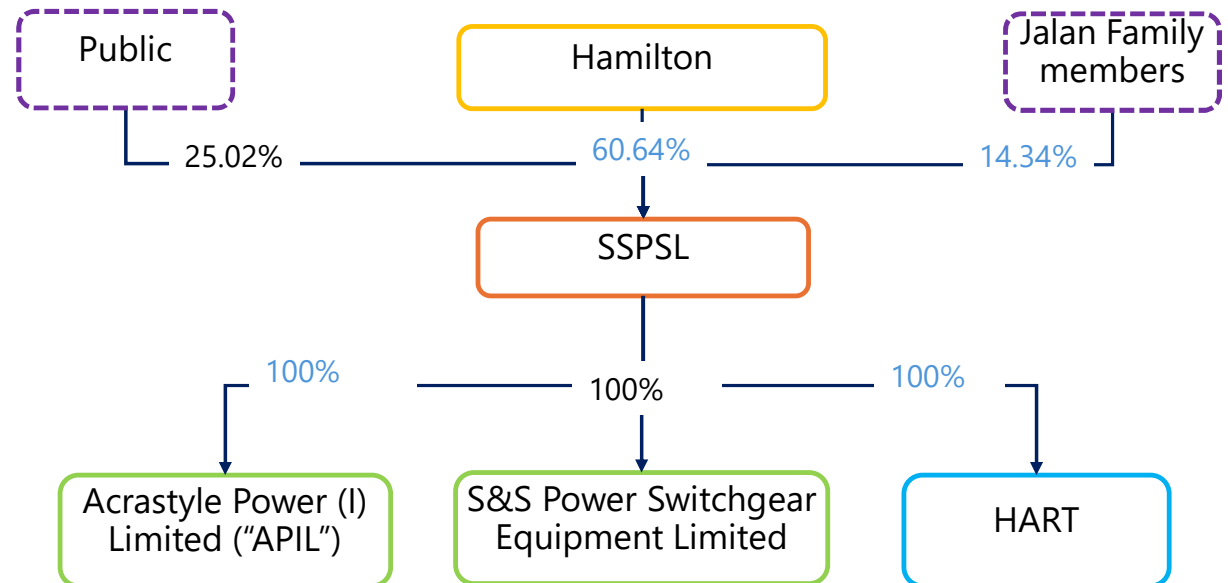 Public
Hamilton
Jalan Family
members
25.02%
60.64%
14.34%
SSPSL
100%
100%
100%
Acrastyle Power (I)
Limited (“APIL”)
S&S Power Switchgear
Equipment Limited
HART